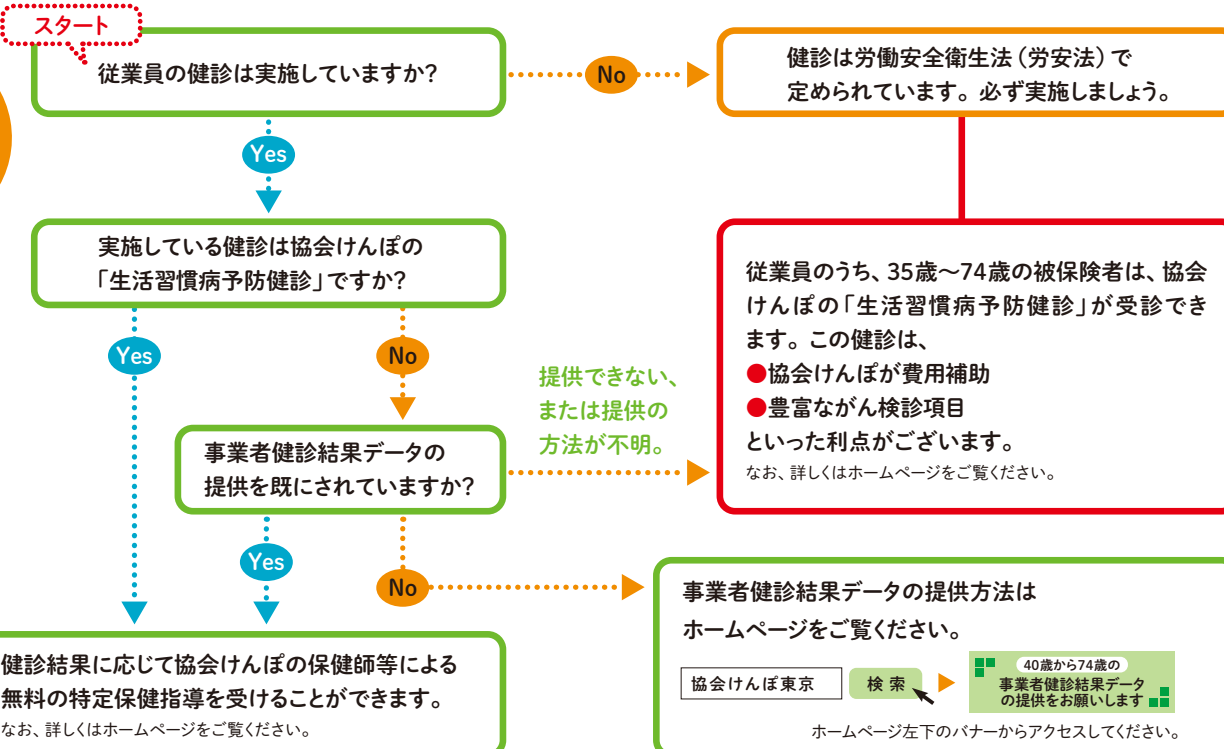 スタート
従業員の健診は実施していますか?
No
健診は労働安全衛生法(労安法)で
定められています。必ず実施しましょう。
Yes
実施している健診は協会けんぽの
「生活習慣病予防健診」ですか?
Yes
No
従業員のうち、35歳～74歳の被保険者は、協会
けんぽの「生活習慣病予防健診」が受診でき
ます。この健診は、
●協会けんぽが費用補助
●豊富ながん検診項目
といった利点がございます。
なお、詳しくはホームページをご覧ください。
提供できない、
または提供の
方法が不明。
事業者健診結果データの
提供を既にされていますか?
Yes
No
事業者健診結果データの提供方法は
ホームページをご覧ください。
協会けんぽ東京
検索
40歳から74歳の
事業者健診結果データ
の提供をお願いします
ホームページ左下のバナーからアクセスしてください。
健診結果に応じて協会けんぽの保健師等による
無料の特定保健指導を受けることができます。
なお、詳しくはホームページをご覧ください。